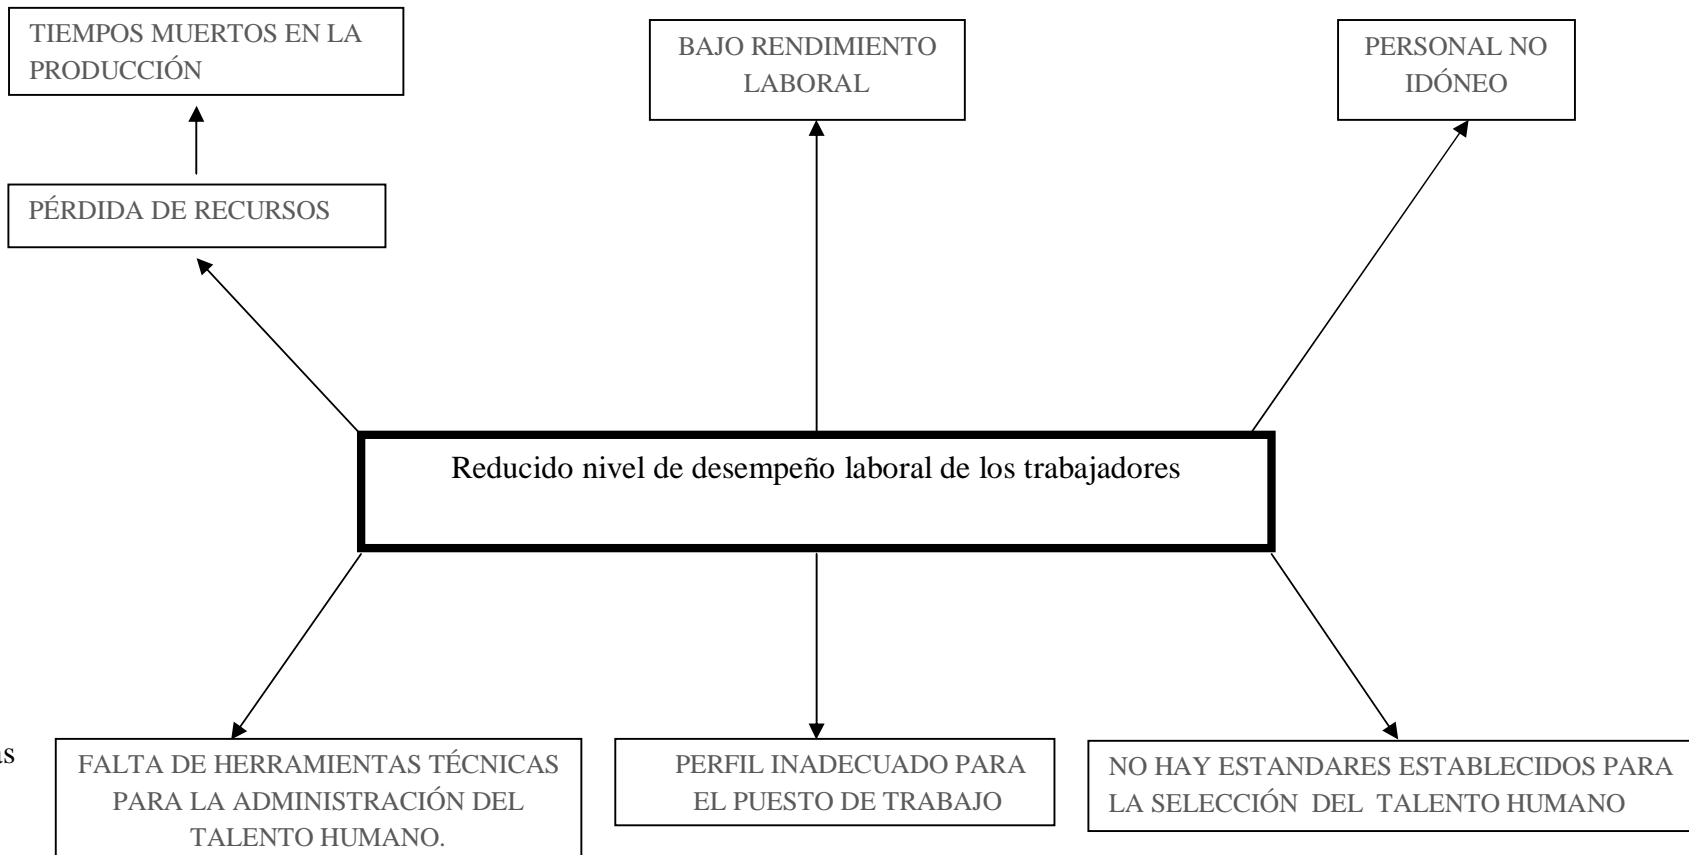 TIEMPOS MUERTOS EN LA
PRODUCCIÓN
BAJO RENDIMIENTO
LABORAL
PERSONAL NO
IDÓNEO
PÉRDIDA DE RECURSOS
Reducido nivel de desempeño laboral de los trabajadores
FALTA DE HERRAMIENTAS TÉCNICAS
PARA LA ADMINISTRACIÓN DEL
TALENTO HUMANO.
PERFIL INADECUADO PARA
EL PUESTO DE TRABAJO
NO HAY ESTANDARES ESTABLECIDOS PARA
LA SELECCIÓN  DEL  TALENTO HUMANO